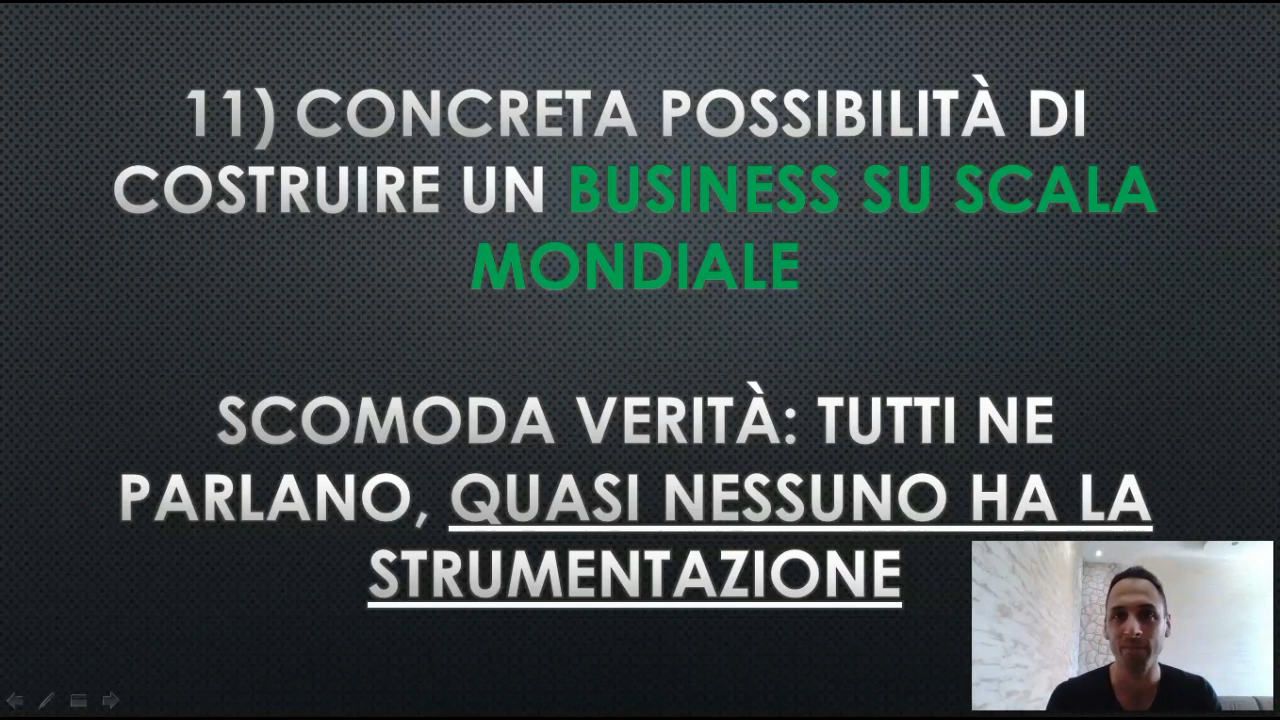 11) CONCRETA POSSIBILITÀ DI
COSTRUIRE UN BUSINESS SU SCALA
MONDIALE
SCOMODA VERITÀ: TUTTI NE
PARLANO, QUASI NESSUNO HA LA
STRUMENTAZIONE